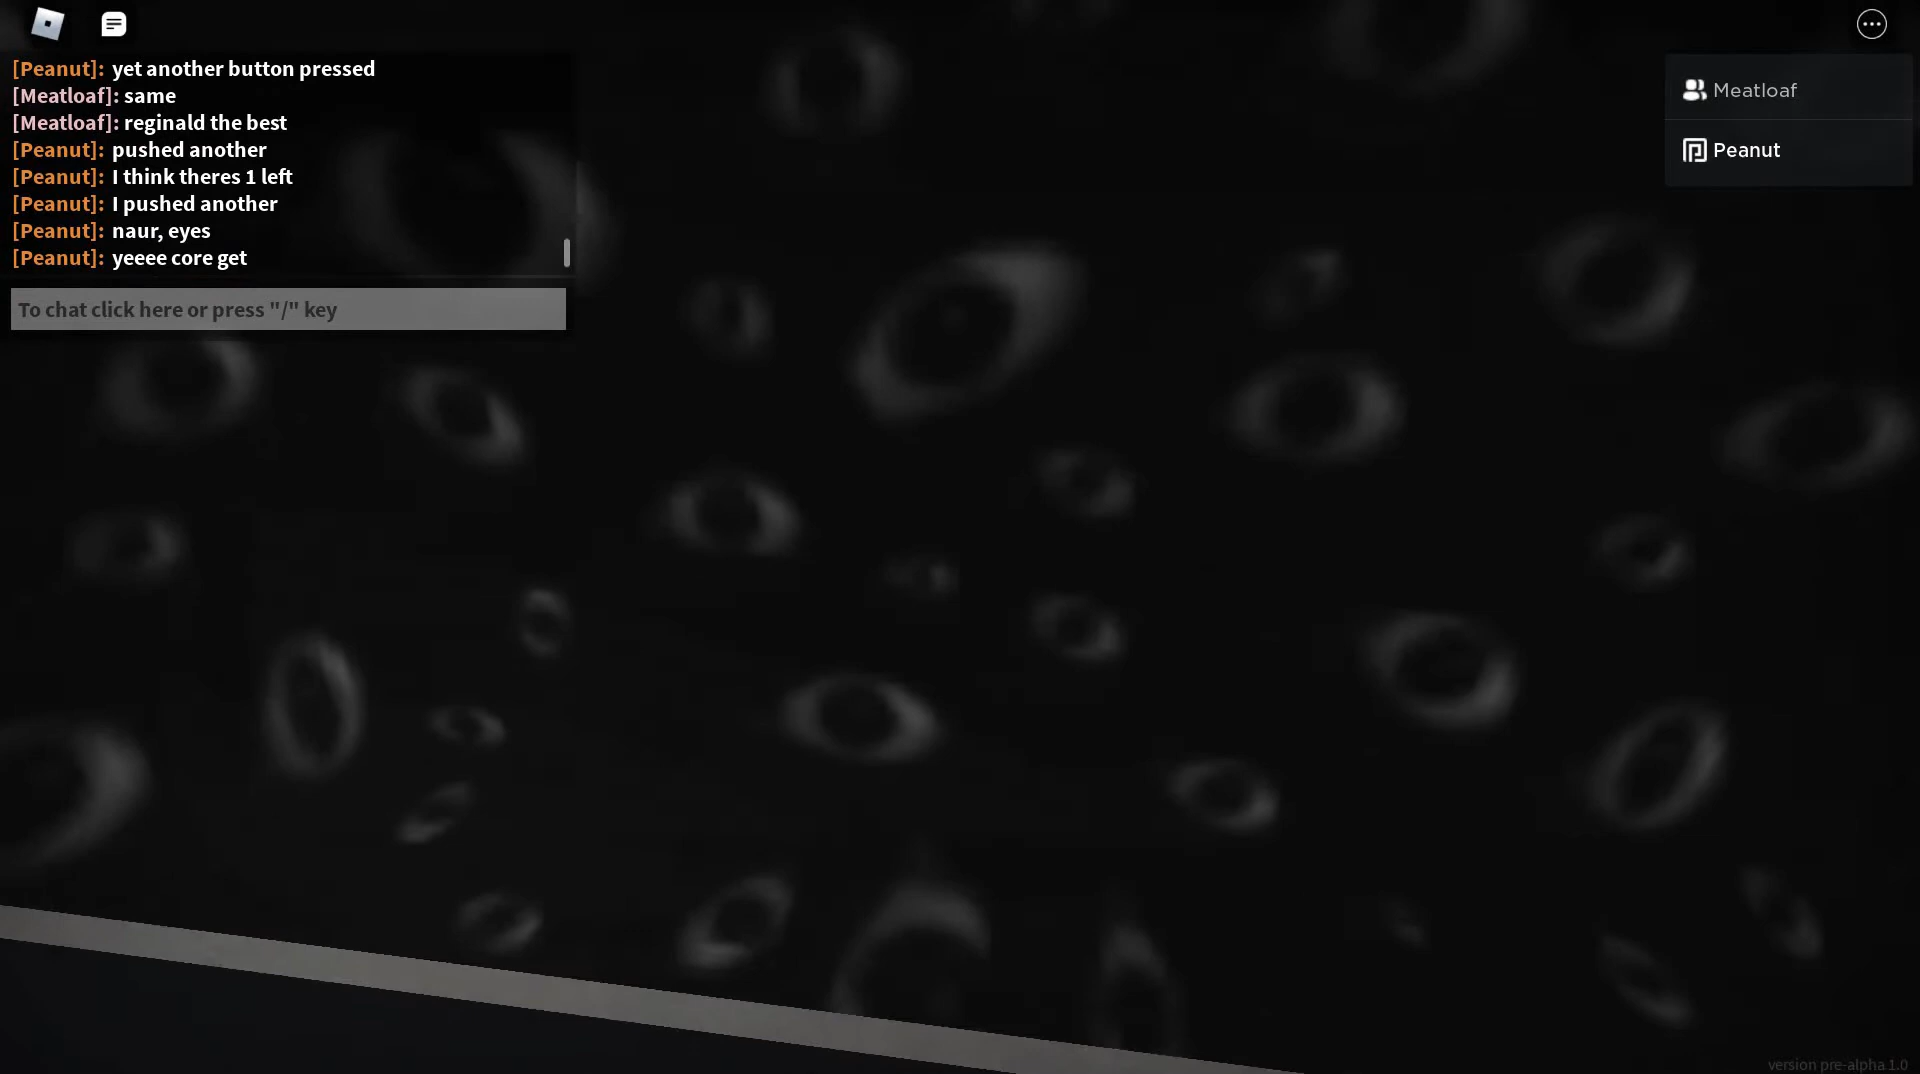 [Peanut]: yet another button pressed
[Meatloaf]: same
[Meatloaf]: reginald the best
[Peanut]: pushed another
[Peanut]: I think theres 1 left
[Peanut]: I pushed another
[Peanut]: naur, eyes
[Peanut]: yeeee core get
To chat click here or press "/" key
Meatloaf
Peanut
version pre-alpha 1.0